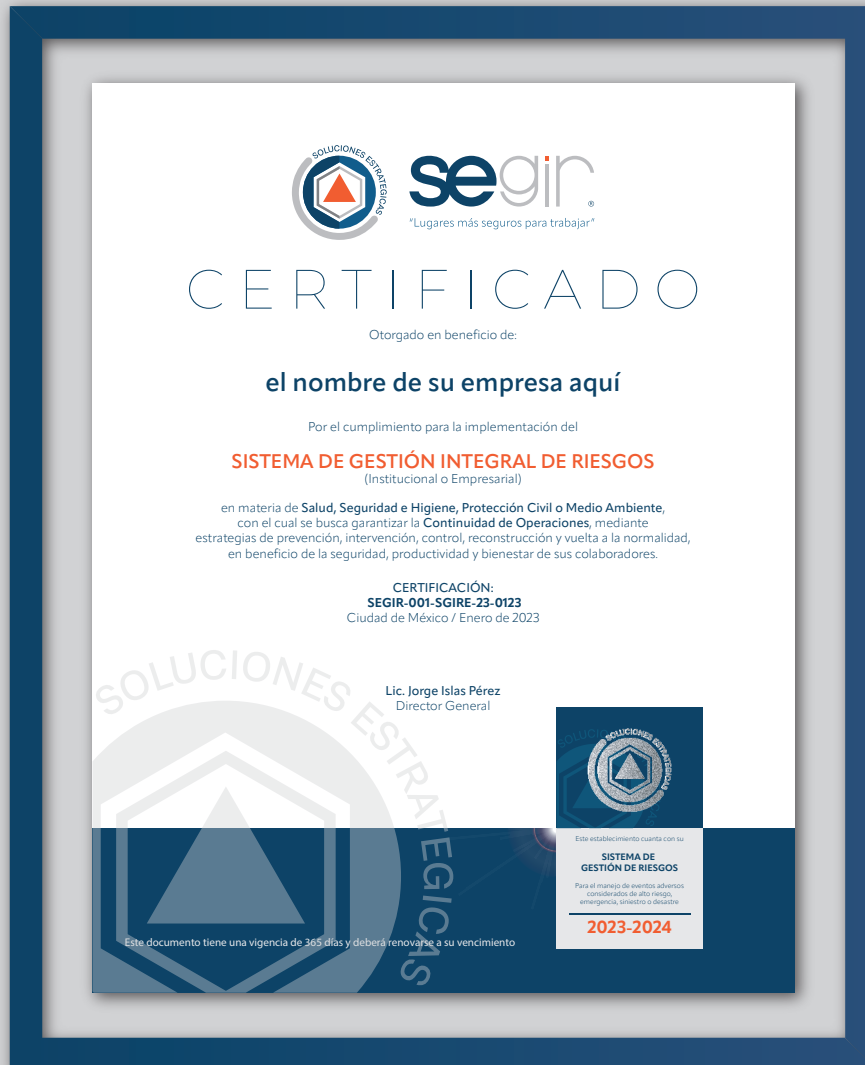 SOLUCIONES ESTRATEGICAS
segir®
"Lugares más seguros para trabajar"
CERTIFICADO
Otorgado en beneficio de:
el nombre de su empresa aquí
Por el cumplimiento para la implementación del
SISTEMA DE GESTIÓN INTEGRAL DE RIESGOS
(Institucional o Empresarial)
en materia de Salud, Seguridad e Higiene, Protección Civil o Medio Ambiente,
con el cual se busca garantizar la Continuidad de Operaciones, mediante
estrategias de prevención, intervención, control, reconstrucción y vuelta a la normalidad,
en beneficio de la seguridad, productividad y bienestar de sus colaboradores.
CERTIFICACIÓN:
SEGIR-001-SGIRE-23-0123
Ciudad de México / Enero de 2023
Lic. Jorge Islas Pérez
Director General
SOLUCIONES ESTRATEGICAS
SOLUCIONES ESTRATEGICAS
Este establecimiento cuenta con su
SISTEMA DE
GESTIÓN DE RIESGOS
Para el manejo de eventos adversos
considerados de alto riesgo,
emergencia, siniestro o desastre
2023-2024
Este documento tiene una vigencia de 365 días y deberá renovarse a su vencimiento